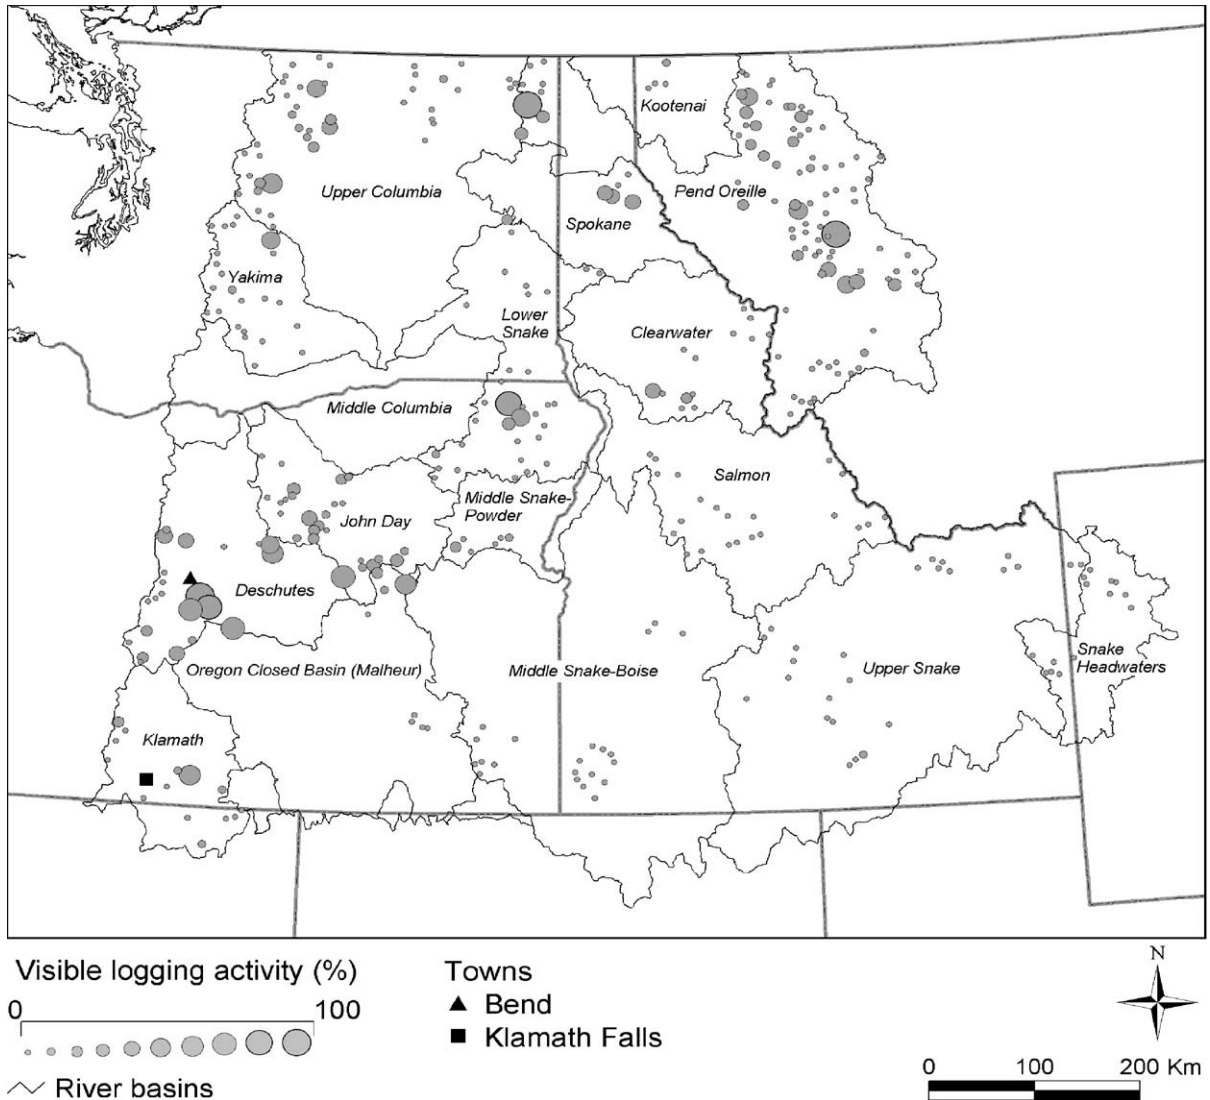 Kootenai
Upper Columbia
Pend Oreille
Spokane
Yakima
Lower
Snake
Clearwater
Middle Columbia
Salmon
Middle Snake-
Powder
John Day
Deschutes
Oregon Closed Basin (Malheur)
Middle Snake-Boise
Upper Snake
Snake
Headwaters
Klamath
Visible logging activity (%)
0 100
River basins
Towns
Bend
Klamath Falls
N
0 100 200 Km